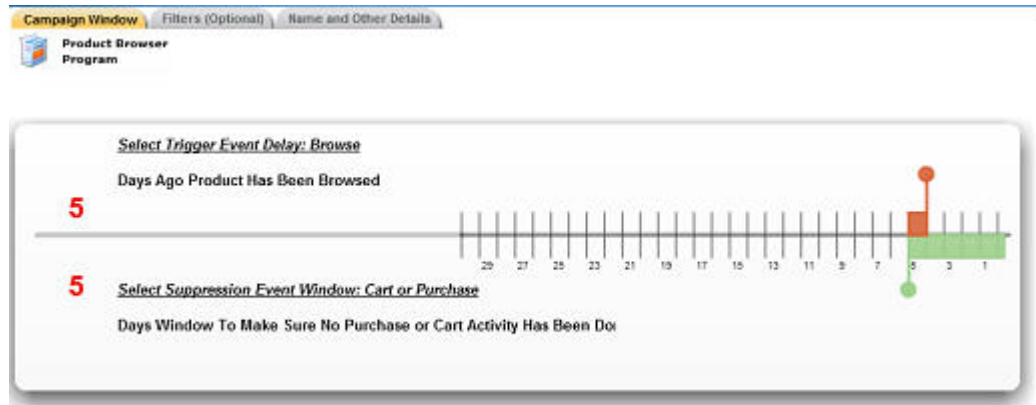 Campaign Window Filters (Optional) Name and Other Details
Product Browser
Program
Select Trigger Event Delay: Browse
Days Ago Product Has Been Browsed
5
29 27 25 23 21 19 17 15 13 11 9 7 5 3 1
5
Select Suppression Event Window: Cart or Purchase
Days Window To Make Sure No Purchase or Cart Activity Has Been Do